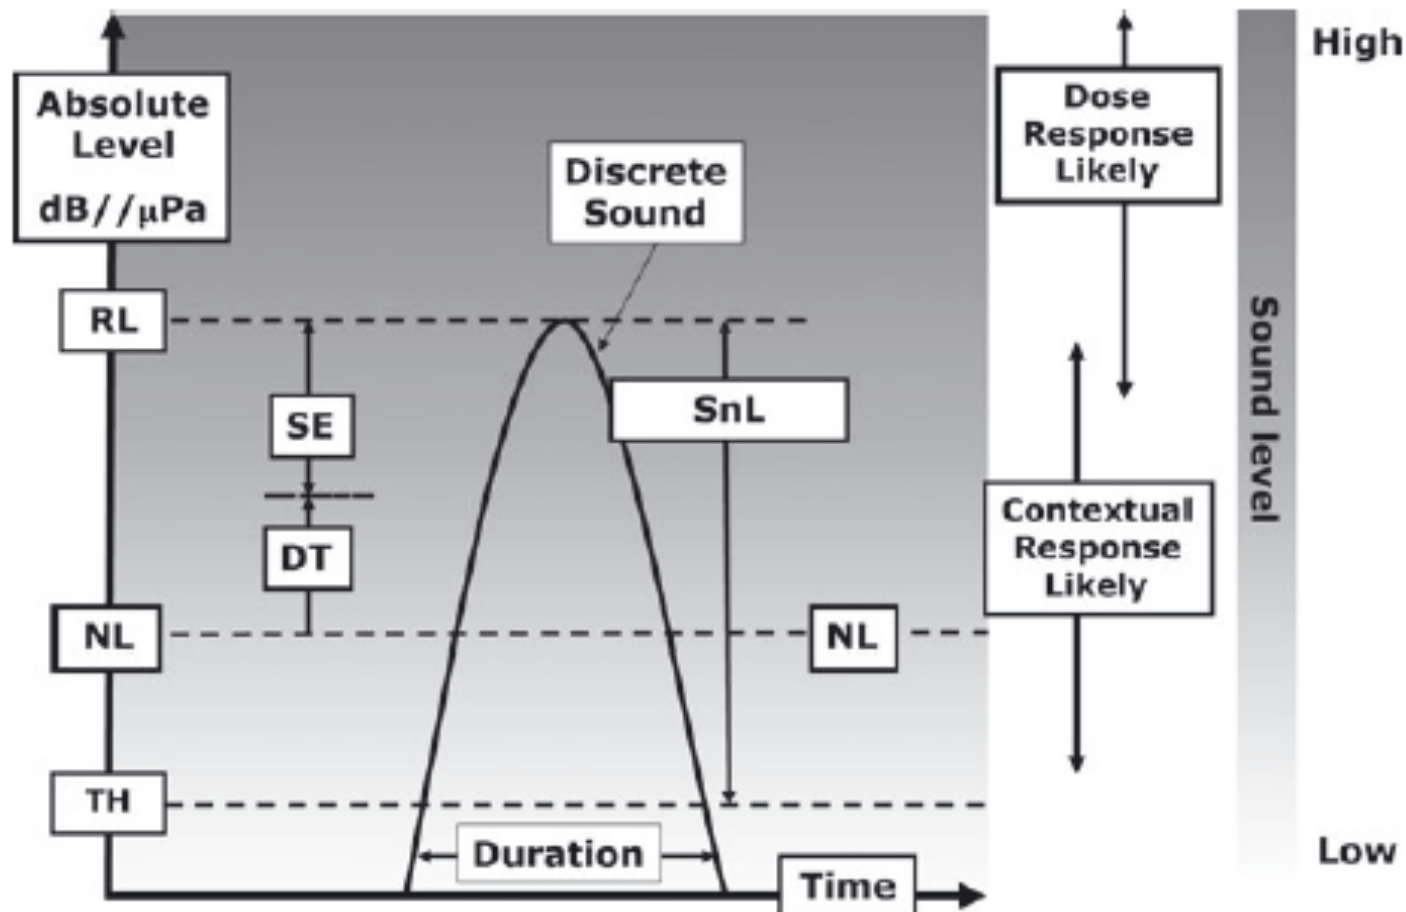 Absolute
Level
dB//μPa
RL
NL
TH
SE
DT
Discrete
Sound
SnL
NL
Duration
Time
Dose
Response
Likely
Contextual
Response
Likely
Sound level
High
Low